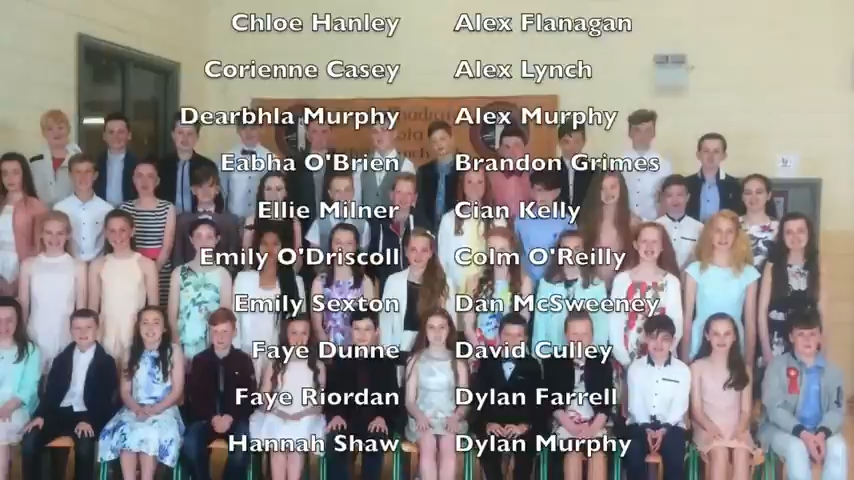 Chloe Hanley Alex Flanagan
Corienne Casey Alex Lynch
Dearbhla Murphy Alex Murphy
Eabha O'Brien Brandon Grimes
Ellie Milner Cian Kelly
Emily O'Driscoll Colm O'Reilly
Emily Sexton Dan McSweeney
Faye Dunne David Culley
Faye Riordan Dylan Farrell
Hannah Shaw Dylan Murphy